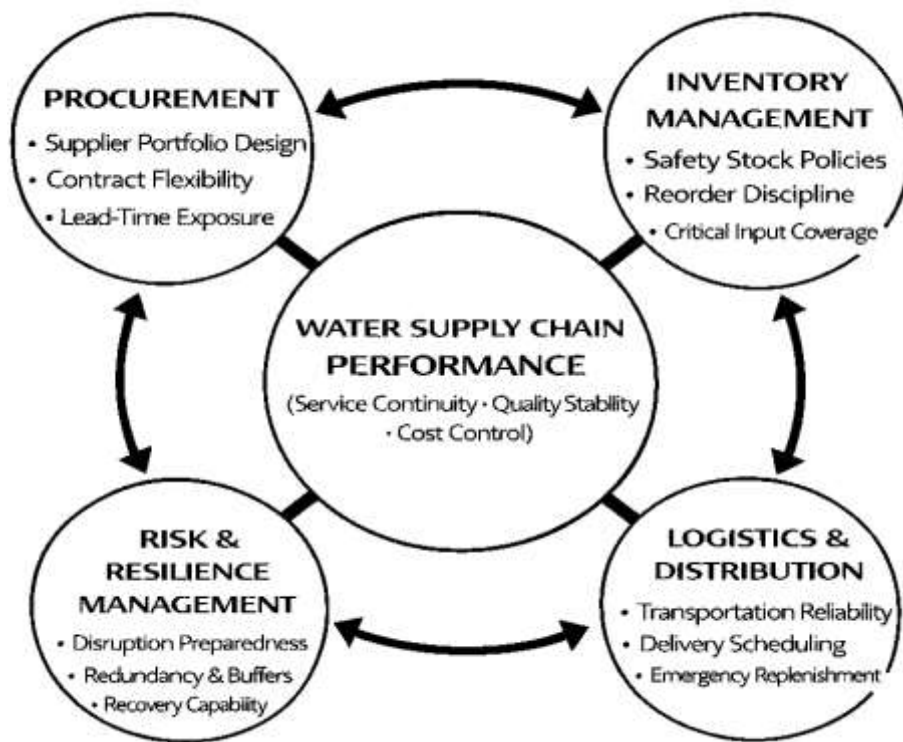 PROCUREMENT
• Supplier Portfolio Design
• Contract Flexibility
• Lead-Time Exposure
INVENTORY
MANAGEMENT
• Safety Stock Policies
• Reorder Discipline
• Critical Input Coverage
WATER SUPPLY CHAIN
PERFORMANCE
(Service Continuity · Quality Stability
· Cost Control)
RISK &
RESILIENCE
MANAGEMENT
• Disruption Preparedness
• Redundancy & Buffers
• Recovery Capability
LOGISTICS &
DISTRIBUTION
• Transportation Reliability
• Delivery Scheduling
• Emergency Replenishment